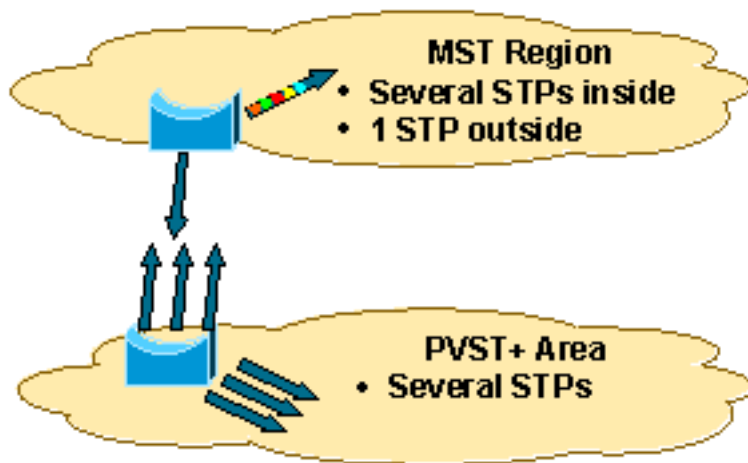 MST Region
• Several STPs inside
• 1 STP outside
PVST+ Area
• Several STPs